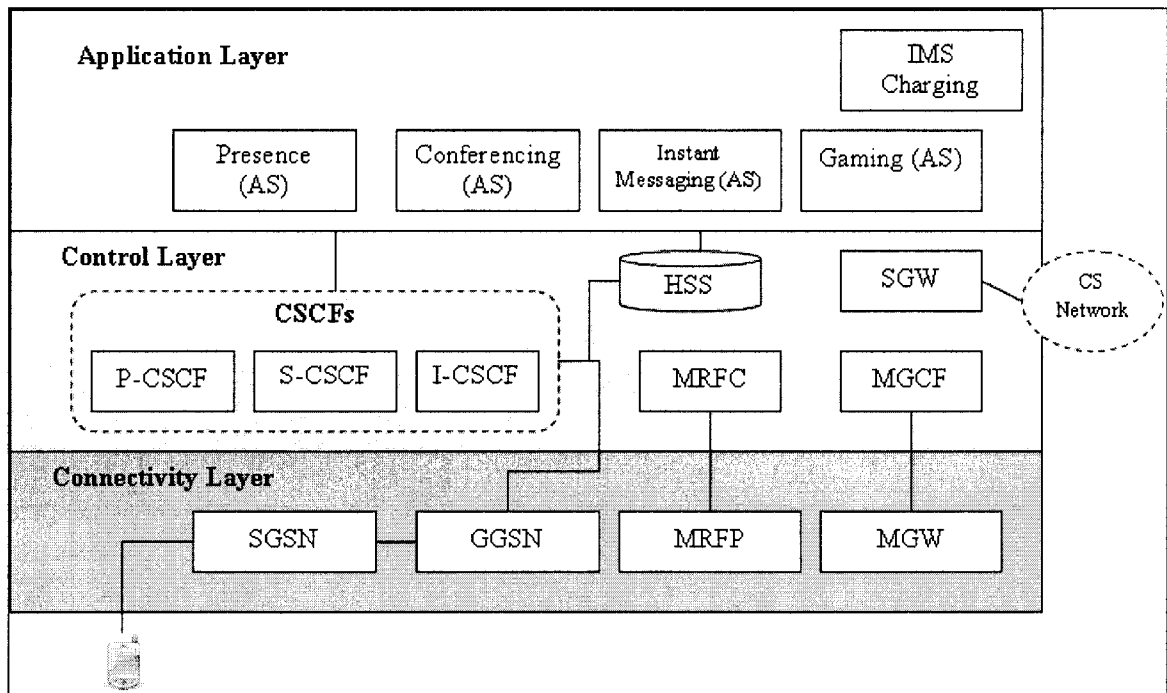 Application Layer
IMS
Charging
Presence
(AS)
Conferencing
(AS)
Instant
Messaging (AS)
Gaming (AS)
Control Layer
HSS
SGW
CS
Network
CSCFs
P-CSCF
S-CSCF
I-CSCF
MRFC
MGCF
Connectivity Layer
SGSN
GGSN
MRFP
MGW